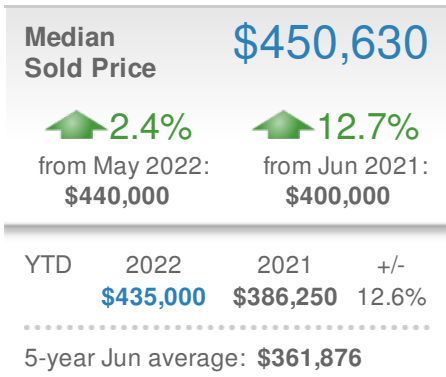 Median $450,630
Sold Price
2.4% 12.7%
from May 2022: from Jun 2021:
$440,000 $400,000
YTD 2022 2021 +/-
$435,000 $386,250 12.6%
5-year Jun average: $361,876